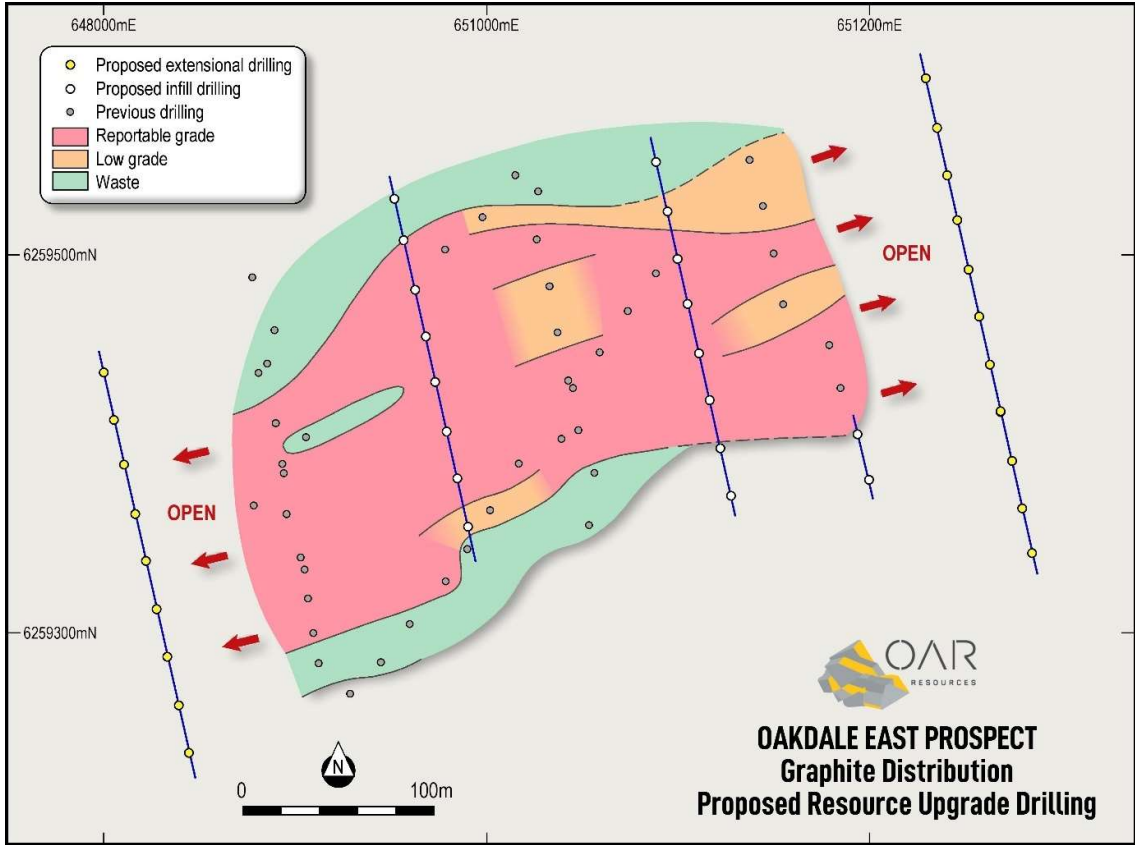 648000mE
651000mE
651200mE
Proposed extensional drilling
Proposed infill drilling
Previous drilling
Reportable grade
Low grade
Waste
6259500mN
OPEN
OPEN
6259300mN
N
0
100m
OAR
RESOURCES
OAKDALE EAST PROSPECT
Graphite Distribution
Proposed Resource Upgrade Drilling